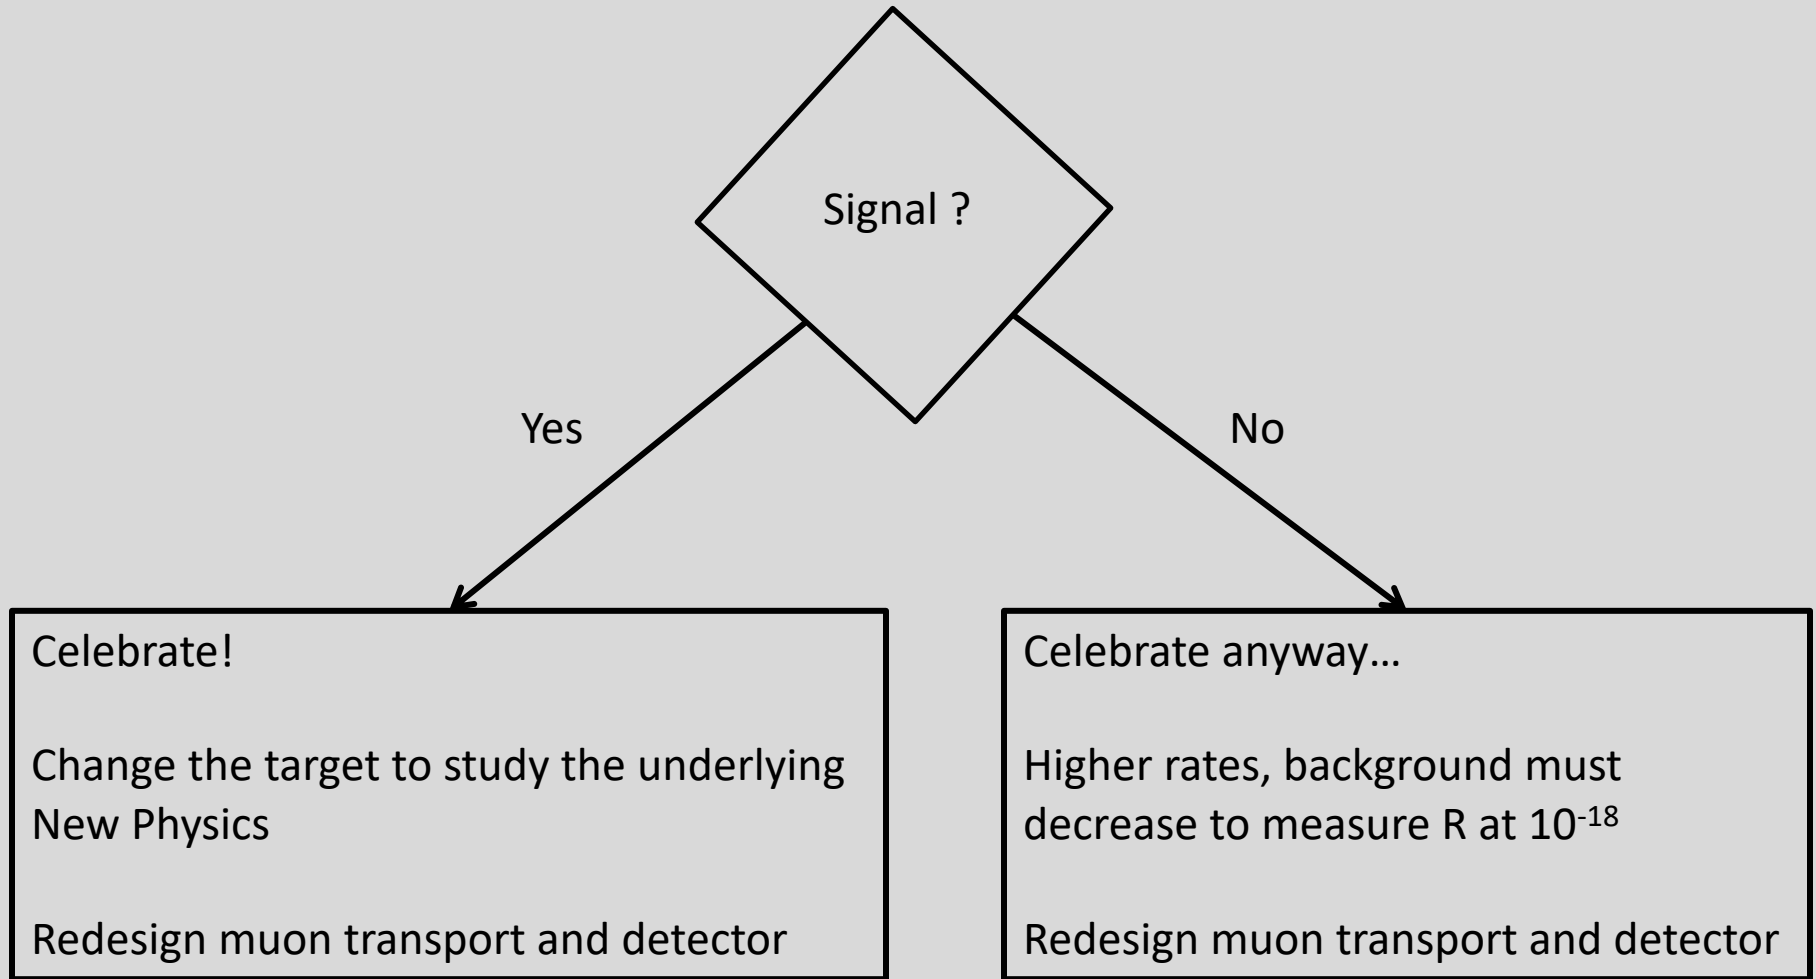 Signal ?
Yes
No
Celebrate!
Change the target to study the underlying
New Physics
Redesign muon transport and detector
Celebrate anyway…
Higher rates, background must
decrease to measure R at 10⁻¹⁸
Redesign muon transport and detector